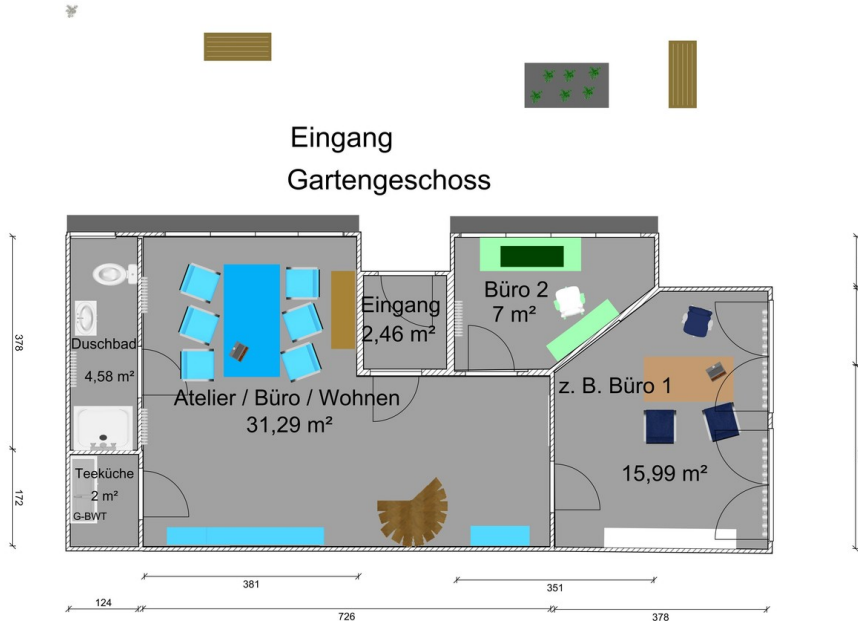 Eingang
Gartengeschoss
Büro 2
7 m²
Eingang
2,46 m²
Duschbad
4,58 m²
Atelier / Büro / Wohnen
31,29 m²
z. B. Büro 1
15,99 m²
Teeküche
2 m²
G-BWT
378
172
381
351
124
726
378